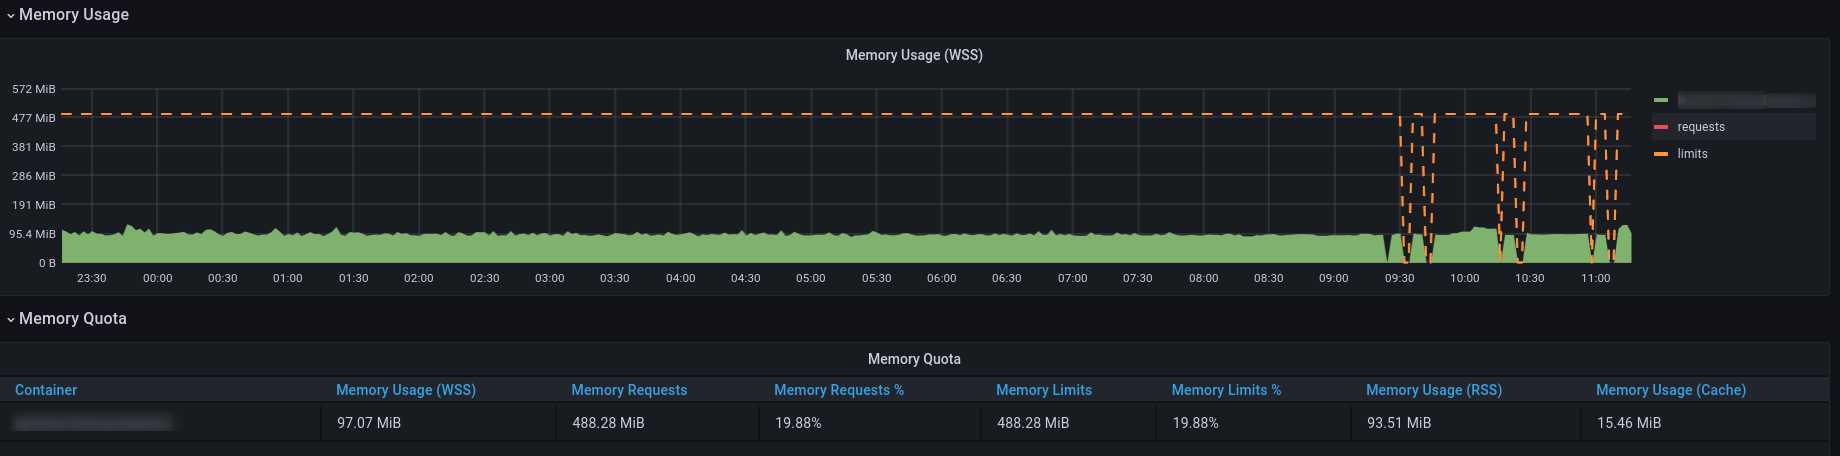 Memory Usage
Memory Usage (WSS)
572 MiB
477 MiB
381 MiB
286 MiB
191 MiB
95.4 MiB
0 B
23:30 00:00 00:30 01:00 01:30 02:00 02:30 03:00 03:30 04:00 04:30 05:00 05:30 06:00 06:30 07:00 07:30 08:00 08:30 09:00 09:30 10:00 10:30 11:00
requests
limits
Memory Quota
Memory Quota
Container Memory Usage (WSS) Memory Requests Memory Requests % Memory Limits Memory Limits % Memory Usage (RSS) Memory Usage (Cache)
97.07 MiB 488.28 MiB 19.88% 488.28 MiB 19.88% 93.51 MiB 15.46 MiB